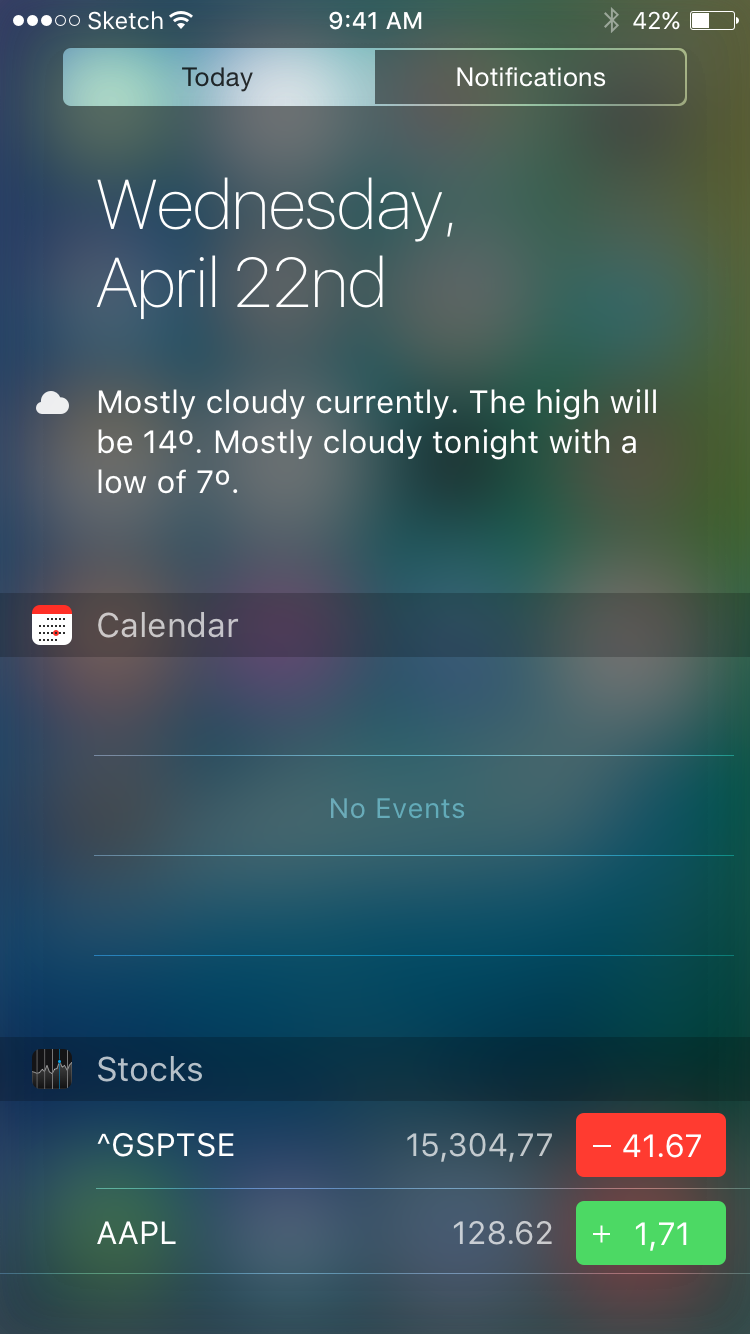 Sketch 9:41 AM 42%
Today Notifications
Wednesday,
April 22nd
Mostly cloudy currently. The high will
be 14º. Mostly cloudy tonight with a
low of 7º.
Calendar
No Events
Stocks
^GSPTSE 15,304,77 – 41.67
AAPL 128.62 + 1,71